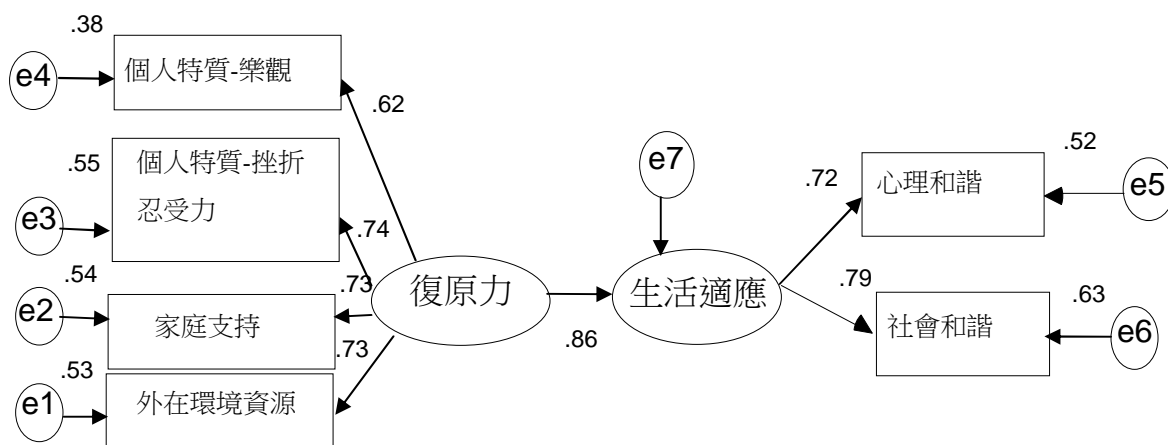 .38
e4
個人特質-樂觀
.62
.55
e3
個人特質-挫折
忍受力
.74
.54
e2
家庭支持
.73
.53
e1
外在環境資源
.73
復原力
.86
e7
生活適應
.72
心理和諧
.52
e5
.79
社會和諧
.63
e6